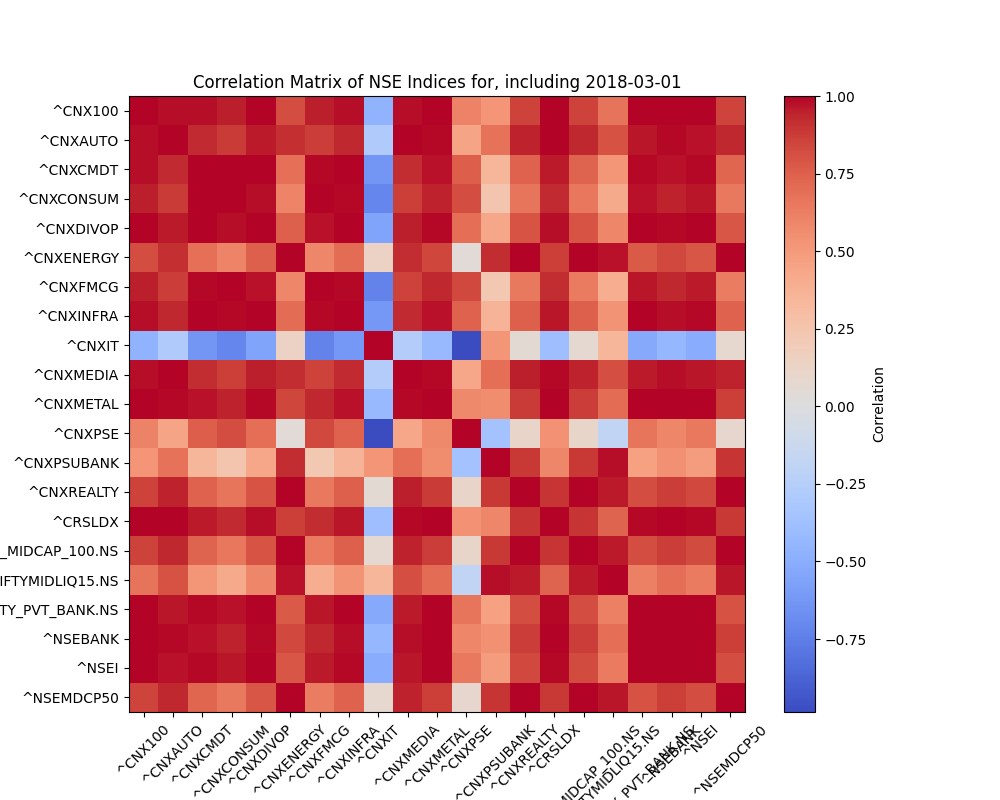 Correlation Matrix of NSE Indices for, including 2018-03-01
^CNX100
^CNXAUTO
^CNXCMDT
^CNXCONSUM
^CNXDIVOP
^CNXENERGY
^CNXFMCG
^CNXINFRA
^CNXIT
^CNXMEDIA
^CNXMETAL
^CNXPSE
^CNXPSUBANK
^CNXREALTY
^CRSLDX
_MIDCAP_100.NS
IFTYMIDLIQ15.NS
TY_PVT_BANK.NS
^NSEBANK
^NSEI
^NSEMDCP50
^CNX100
^CNXAUTO
^CNXCMDT
^CNXCONSUM
^CNXDIVOP
^CNXENERGY
^CNXFMCG
^CNXINFRA
^CNXIT
^CNXMEDIA
^CNXMETAL
^CNXPSE
^CNXPSUBANK
^CNXREALTY
^CRSLDX
MIDCAP_100.NS
TYMIDLIQ15.NS
_PVT_BANK.NS
^NSEBANK
^NSEI
^NSEMDCP50
1.00
0.75
0.50
0.25
0.00
−0.25
−0.50
−0.75
Correlation